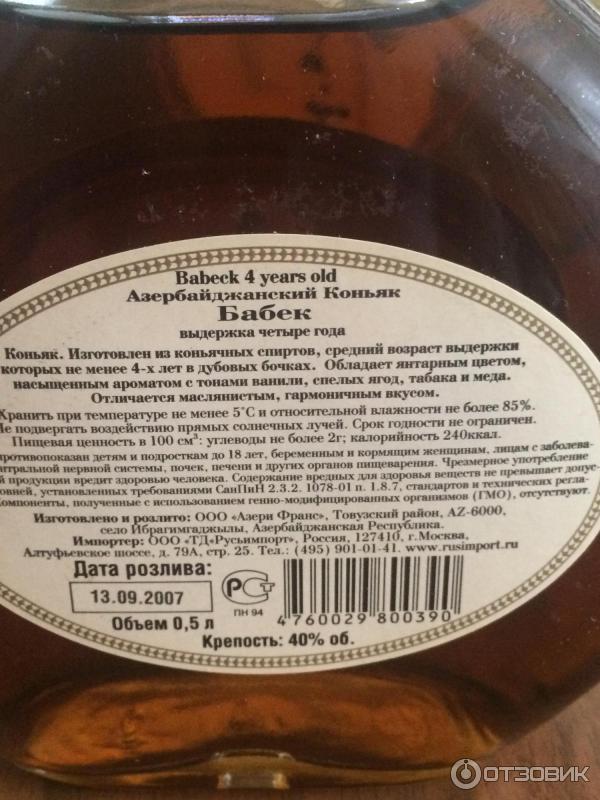 Babeck 4 years old
Азербайджанский Коньяк
Бабек
выдержка четыре года
Коньяк. Изготовлен из коньячных спиртов, средний возраст выдержки
которых не менее 4-х лет в дубовых бочках. Обладает янтарным цветом,
насыщенным ароматом с тонами ванили, спелых ягод, табака и меда.
Отличается маслянистым, гармоничным вкусом.
Хранить при температуре не менее 5˚С и относительной влажности не более 85%.
Не подвергать воздействию прямых солнечных лучей. Срок годности не ограничен.
Пищевая ценность в 100 см³: углеводы не более 2г; калорийность 240ккал.
противопоказан детям и подросткам до 18 лет, беременным и кормящим женщинам, лицам с заболева-
нтральной нервной системы, почек, печени и других органов пищеварения. Чрезмерное употребление
й продукции вредит здоровью человека. Содержание вредных для здоровья веществ не превышает допус-
овней, установленных требованиями СанПиН 2.3.2. 1078-01 п. 1.8.7, стандартов и технических регла-
компоненты, полученные с использованием генно-модифицированных организмов (ГМО), отсутствуют.
Изготовлено и розлито: ООО «Азери Франс», Товузский район, AZ-6000,
село Ибрагимгаджылы, Азербайджанская Республика.
Импортер: ООО «ТД«Русьимпорт», Россия, 127410, г.Москва,
Алтуфьевское шоссе, д. 79А, стр. 25. Тел.: (495) 901-01-41. www.rusimport.ru
Дата розлива:
13.09.2007
Объем 0,5 л
РСТ
ПН 94
4760029800390
Крепость: 40% об.
ОТЗОВИК